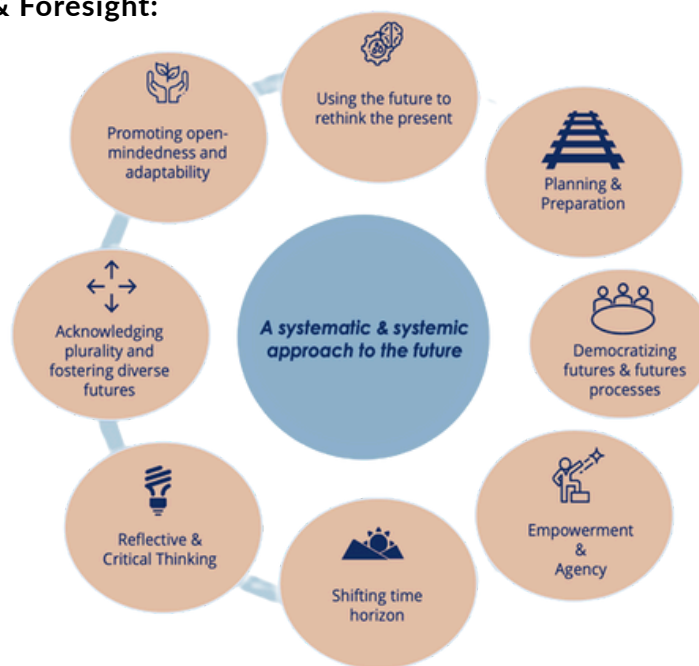 & Foresight:
Using the future to
rethink the present
Planning &
Preparation
Democratizing
futures & futures
processes
Empowerment
&
Agency
Shifting time
horizon
Reflective &
Critical Thinking
Acknowledging
plurality and
fostering diverse
futures
Promoting open-
mindedness and
adaptability
A systematic & systemic
approach to the future